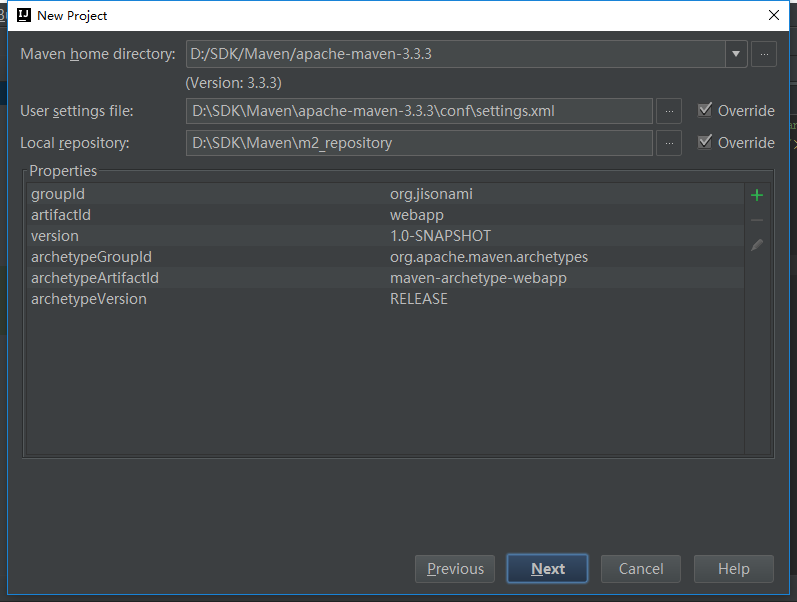 New Project
Maven home directory: D:/SDK/Maven/apache-maven-3.3.3 ...
(Version: 3.3.3)
User settings file: D:\SDK\Maven\apache-maven-3.3.3\conf\settings.xml ... Override
Local repository: D:\SDK\Maven\m2_repository ... Override
Properties
groupId org.jisonami
artifactId webapp
version 1.0-SNAPSHOT
archetypeGroupId org.apache.maven.archetypes
archetypeArtifactId maven-archetype-webapp
archetypeVersion RELEASE
Previous Next Cancel Help